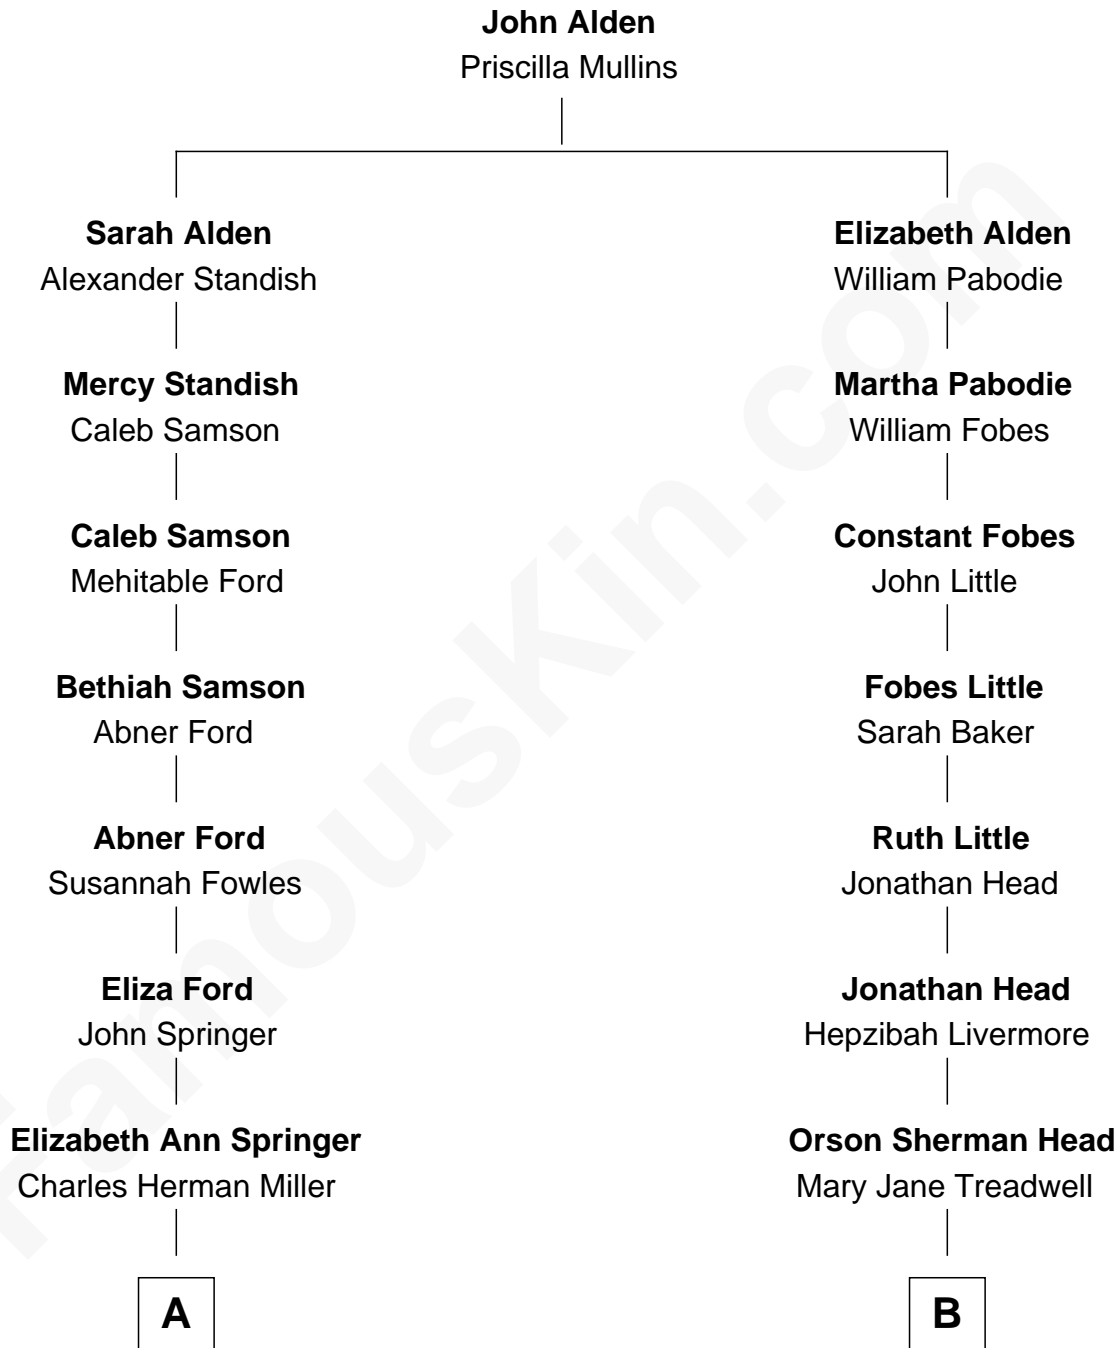 John Alden
Priscilla Mullins
Sarah Alden
Alexander Standish
Elizabeth Alden
William Pabodie
Mercy Standish
Caleb Samson
Martha Pabodie
William Fobes
Caleb Samson
Mehitable Ford
Constant Fobes
John Little
Bethiah Samson
Abner Ford
Fobes Little
Sarah Baker
Abner Ford
Susannah Fowles
Ruth Little
Jonathan Head
Eliza Ford
John Springer
Jonathan Head
Hepzibah Livermore
Elizabeth Ann Springer
Charles Herman Miller
Orson Sherman Head
Mary Jane Treadwell
A
B
FamousKin.com